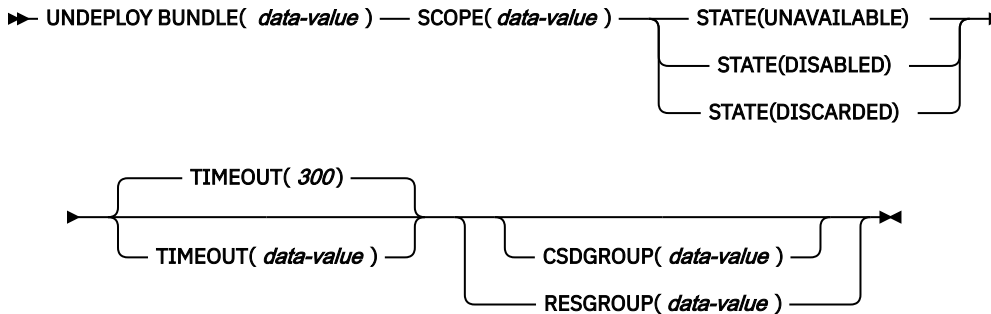 UNDEPLOY BUNDLE( data-value ) SCOPE( data-value ) STATE(UNAVAILABLE)
STATE(DISABLED)
STATE(DISCARDED)
TIMEOUT( 300)
TIMEOUT( data-value )
CSDGROUP( data-value )
RESGROUP( data-value )